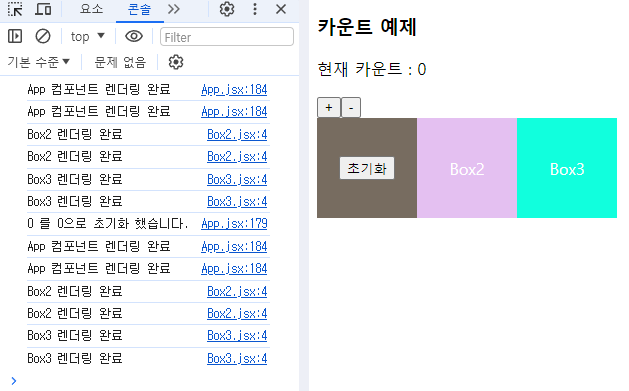 요소 콘솔
top Filter
기본 수준 문제 없음
App 컴포넌트 렌더링 완료 App.jsx:184
App 컴포넌트 렌더링 완료 App.jsx:184
Box2 렌더링 완료 Box2.jsx:4
Box2 렌더링 완료 Box2.jsx:4
Box3 렌더링 완료 Box3.jsx:4
Box3 렌더링 완료 Box3.jsx:4
0 를 0으로 초기화 했습니다. App.jsx:179
App 컴포넌트 렌더링 완료 App.jsx:184
App 컴포넌트 렌더링 완료 App.jsx:184
Box2 렌더링 완료 Box2.jsx:4
Box2 렌더링 완료 Box2.jsx:4
Box3 렌더링 완료 Box3.jsx:4
Box3 렌더링 완료 Box3.jsx:4
카운트 예제
현재 카운트 : 0
+ -
초기화 Box2 Box3